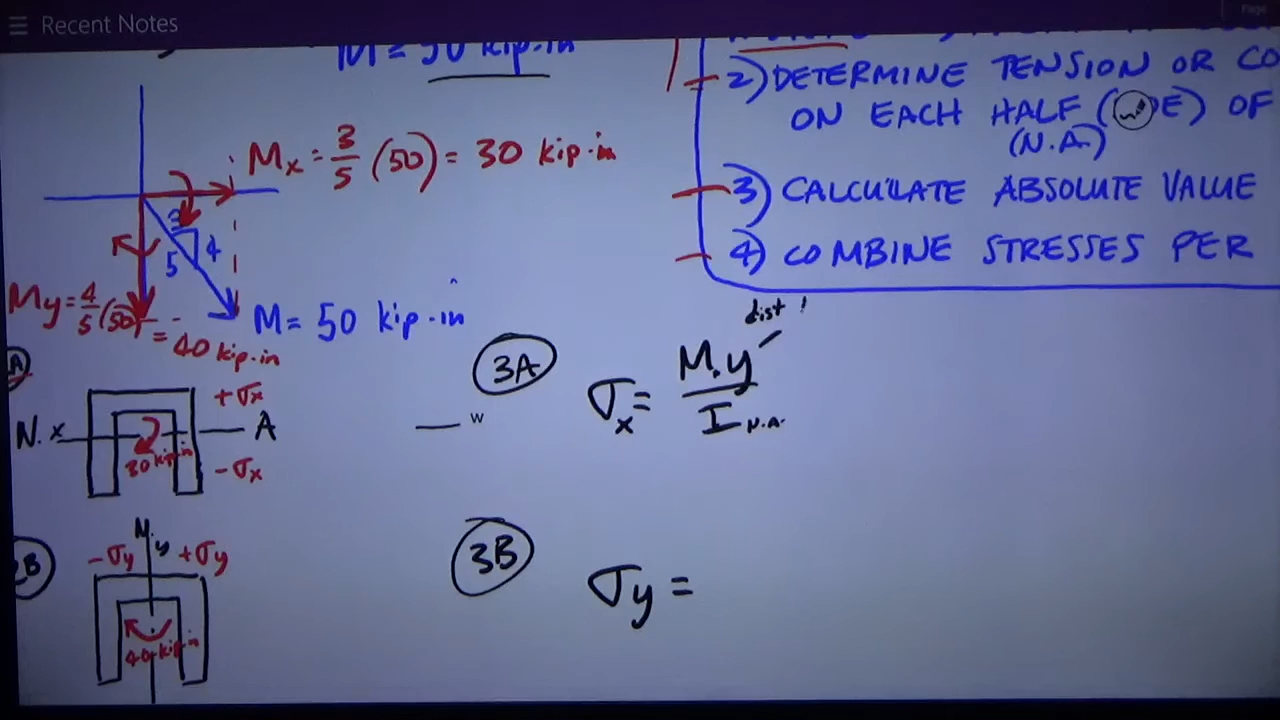 Recent Notes
Page
M = 50 kip·in
2) DETERMINE TENSION OR CO
ON EACH HALF ( DE) OF
(N.A.)
3) CALCULATE ABSOLUTE VALUE
4) COMBINE STRESSES PER
Mx = 3/5 (50) = 30 kip·in
3
4
5
My = 4/5 (50)
= 40 kip·in
M = 50 kip·in
A
+σx
N. x A
30 kip·in
-σx
3A
σx = M·y / I N.A.
dist
w
2B
N.
y
-σy +σy
40 kip·in
3B
σy =